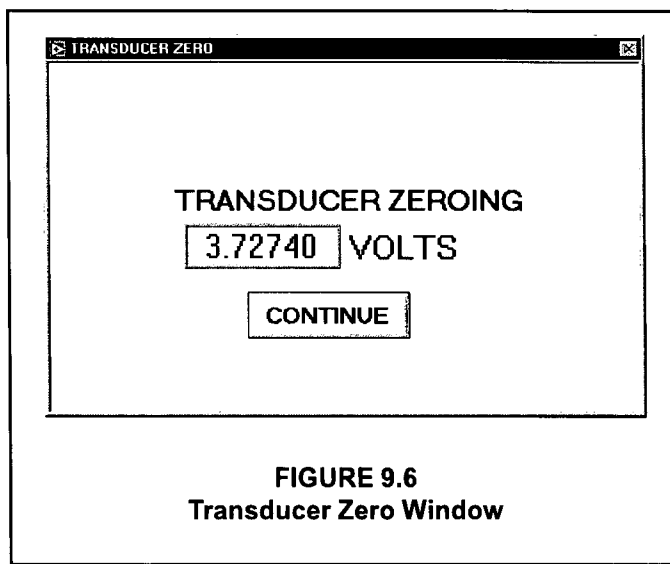 TRANSDUCER ZERO
TRANSDUCER ZEROING
3.72740 VOLTS
CONTINUE
FIGURE 9.6
Transducer Zero Window